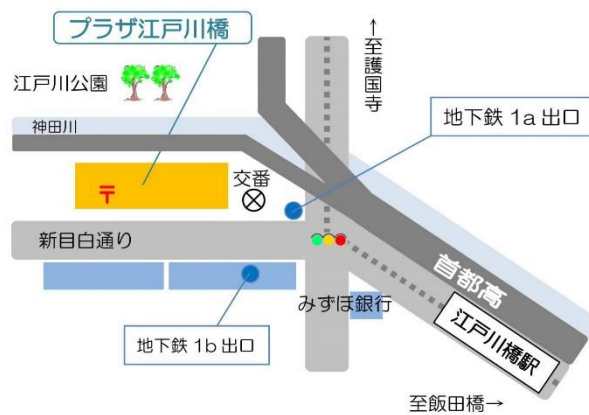 プラザ江戸川橋
江戸川公園
神田川
〒
交番
新目白通り
←至護国寺
地下鉄 1a 出口
首都高
みずほ銀行
地下鉄 1b 出口
江戸川橋駅
至飯田橋→